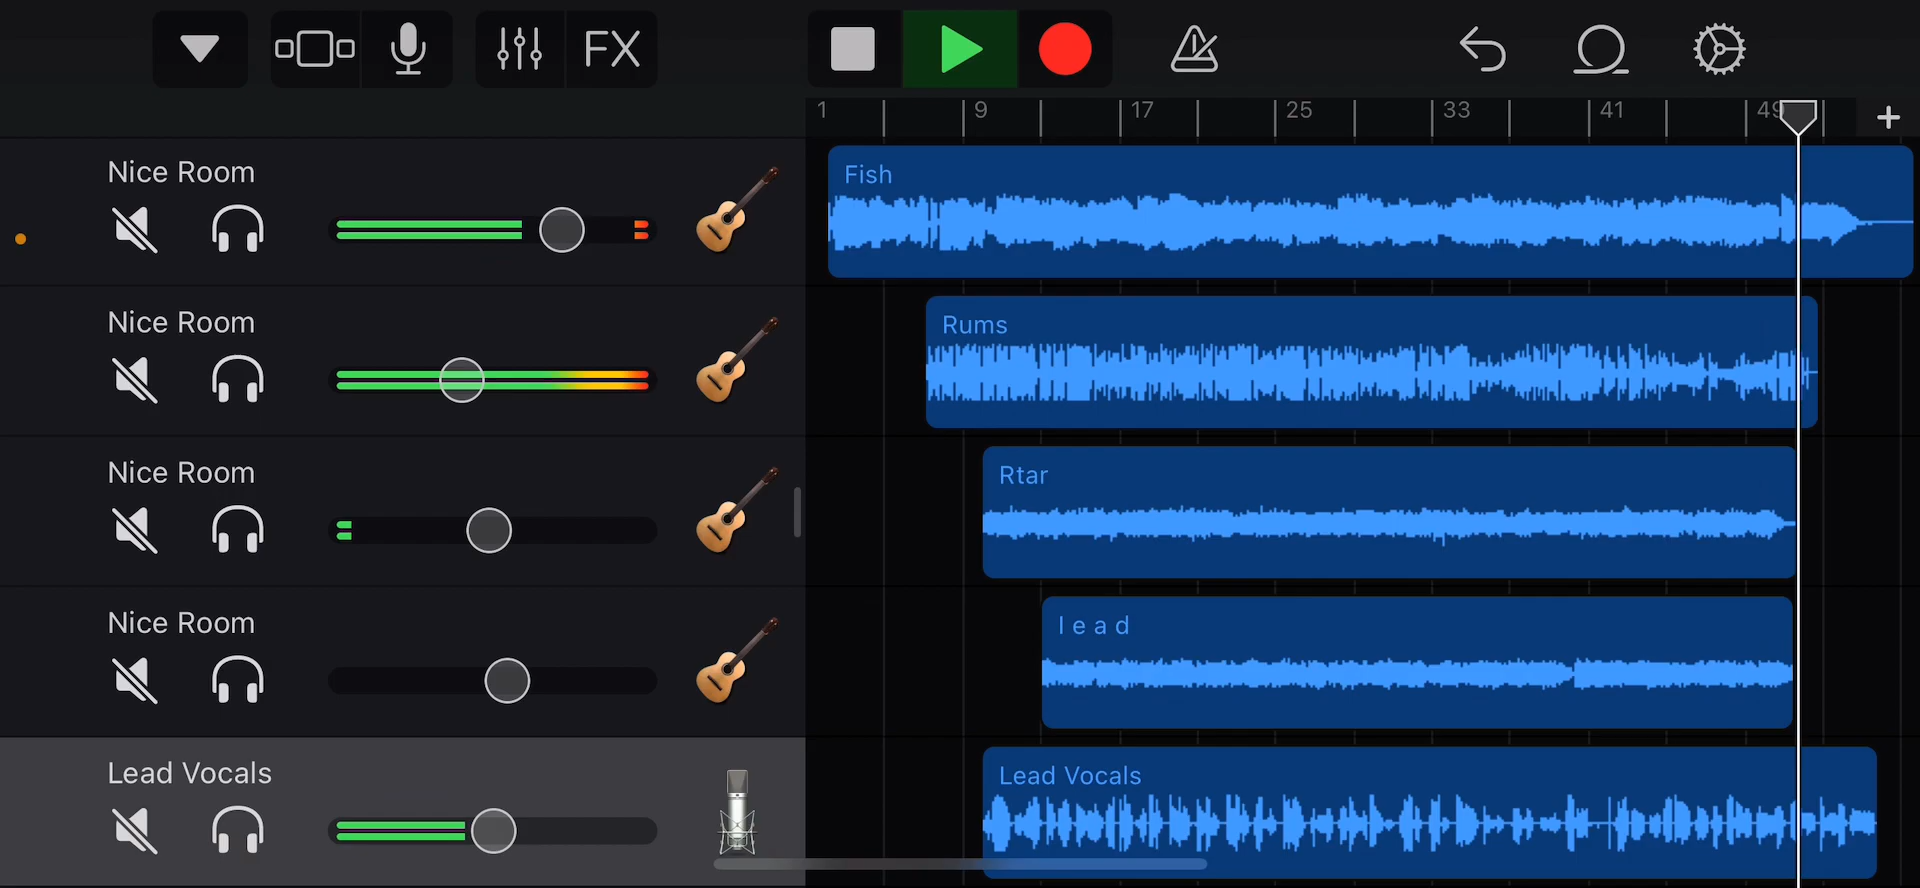 FX
1 9 17 25 33 41 49
Nice Room
Fish
Nice Room
Rums
Nice Room
Rtar
Nice Room
l e a d
Lead Vocals
Lead Vocals